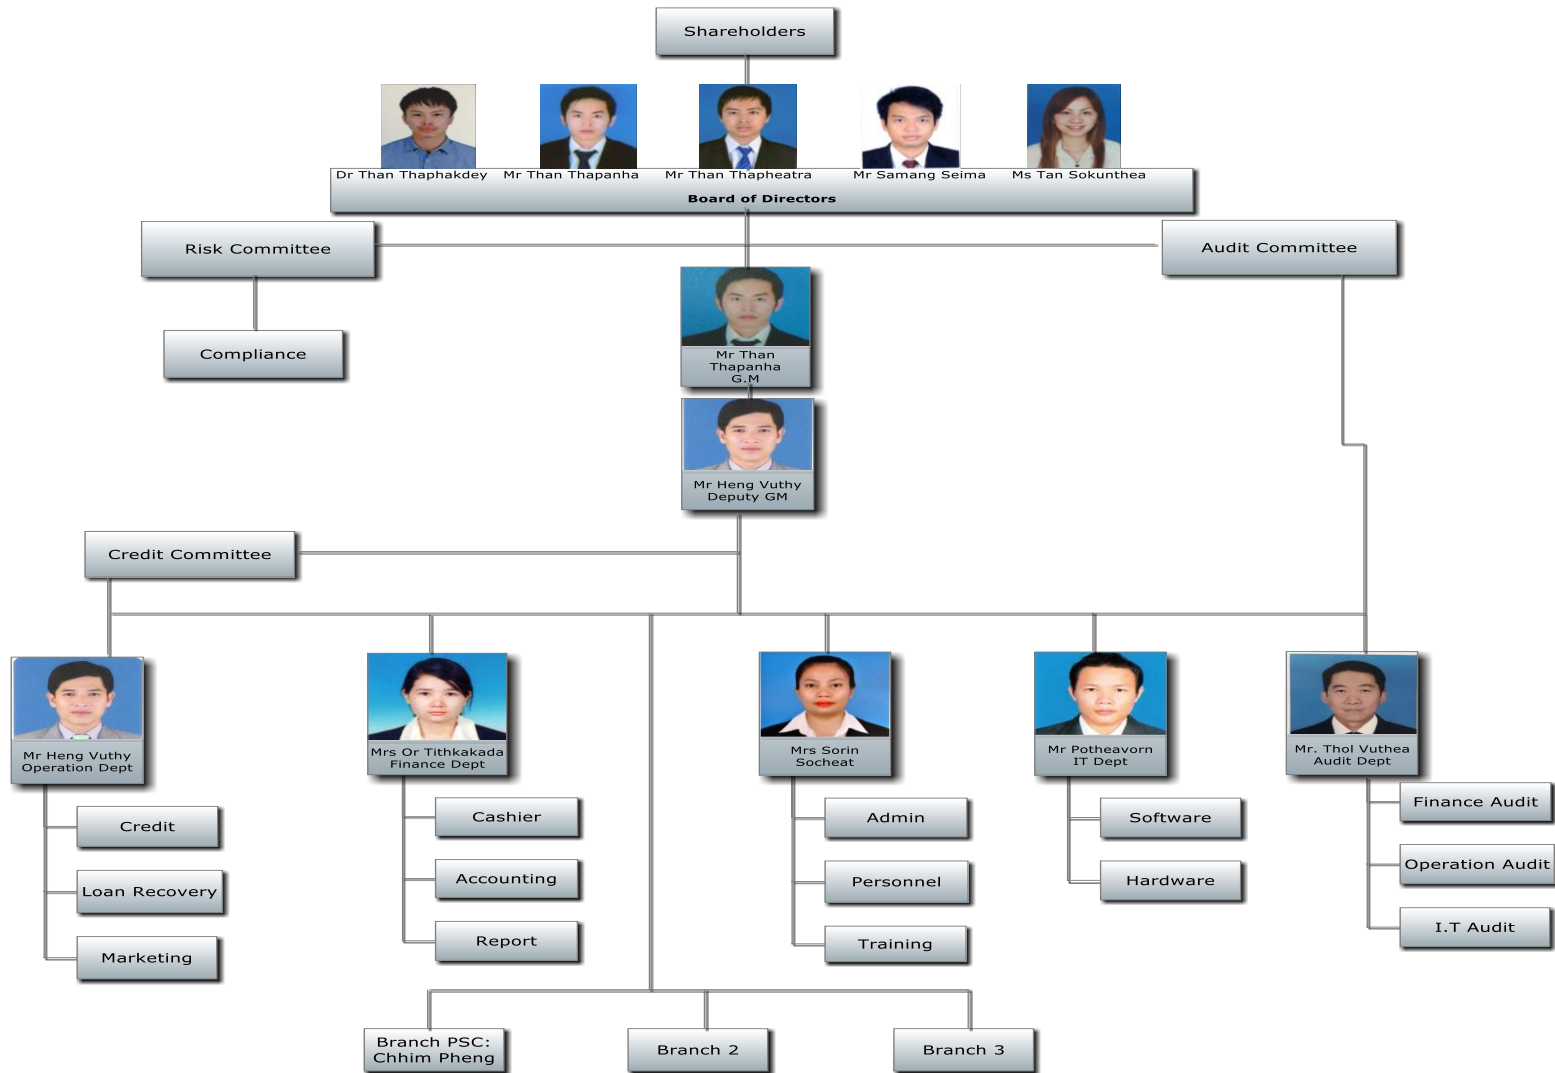 Shareholders
Dr Than Thaphakdey
Mr Than Thapanha
Mr Than Thapheatra
Mr Samang Seima
Ms Tan Sokunthea
Board of Directors
Risk Committee
Audit Committee
Compliance
Mr Than
Thapanha
G.M
Mr Heng Vuthy
Deputy GM
Credit Committee
Mr Heng Vuthy
Operation Dept
Mrs Or Tithkakada
Finance Dept
Mrs Sorin
Socheat
Mr Potheavorn
IT Dept
Mr. Thol Vuthea
Audit Dept
Credit
Loan Recovery
Marketing
Cashier
Accounting
Report
Admin
Personnel
Training
Software
Hardware
Finance Audit
Operation Audit
I.T Audit
Branch PSC:
Chhim Pheng
Branch 2
Branch 3